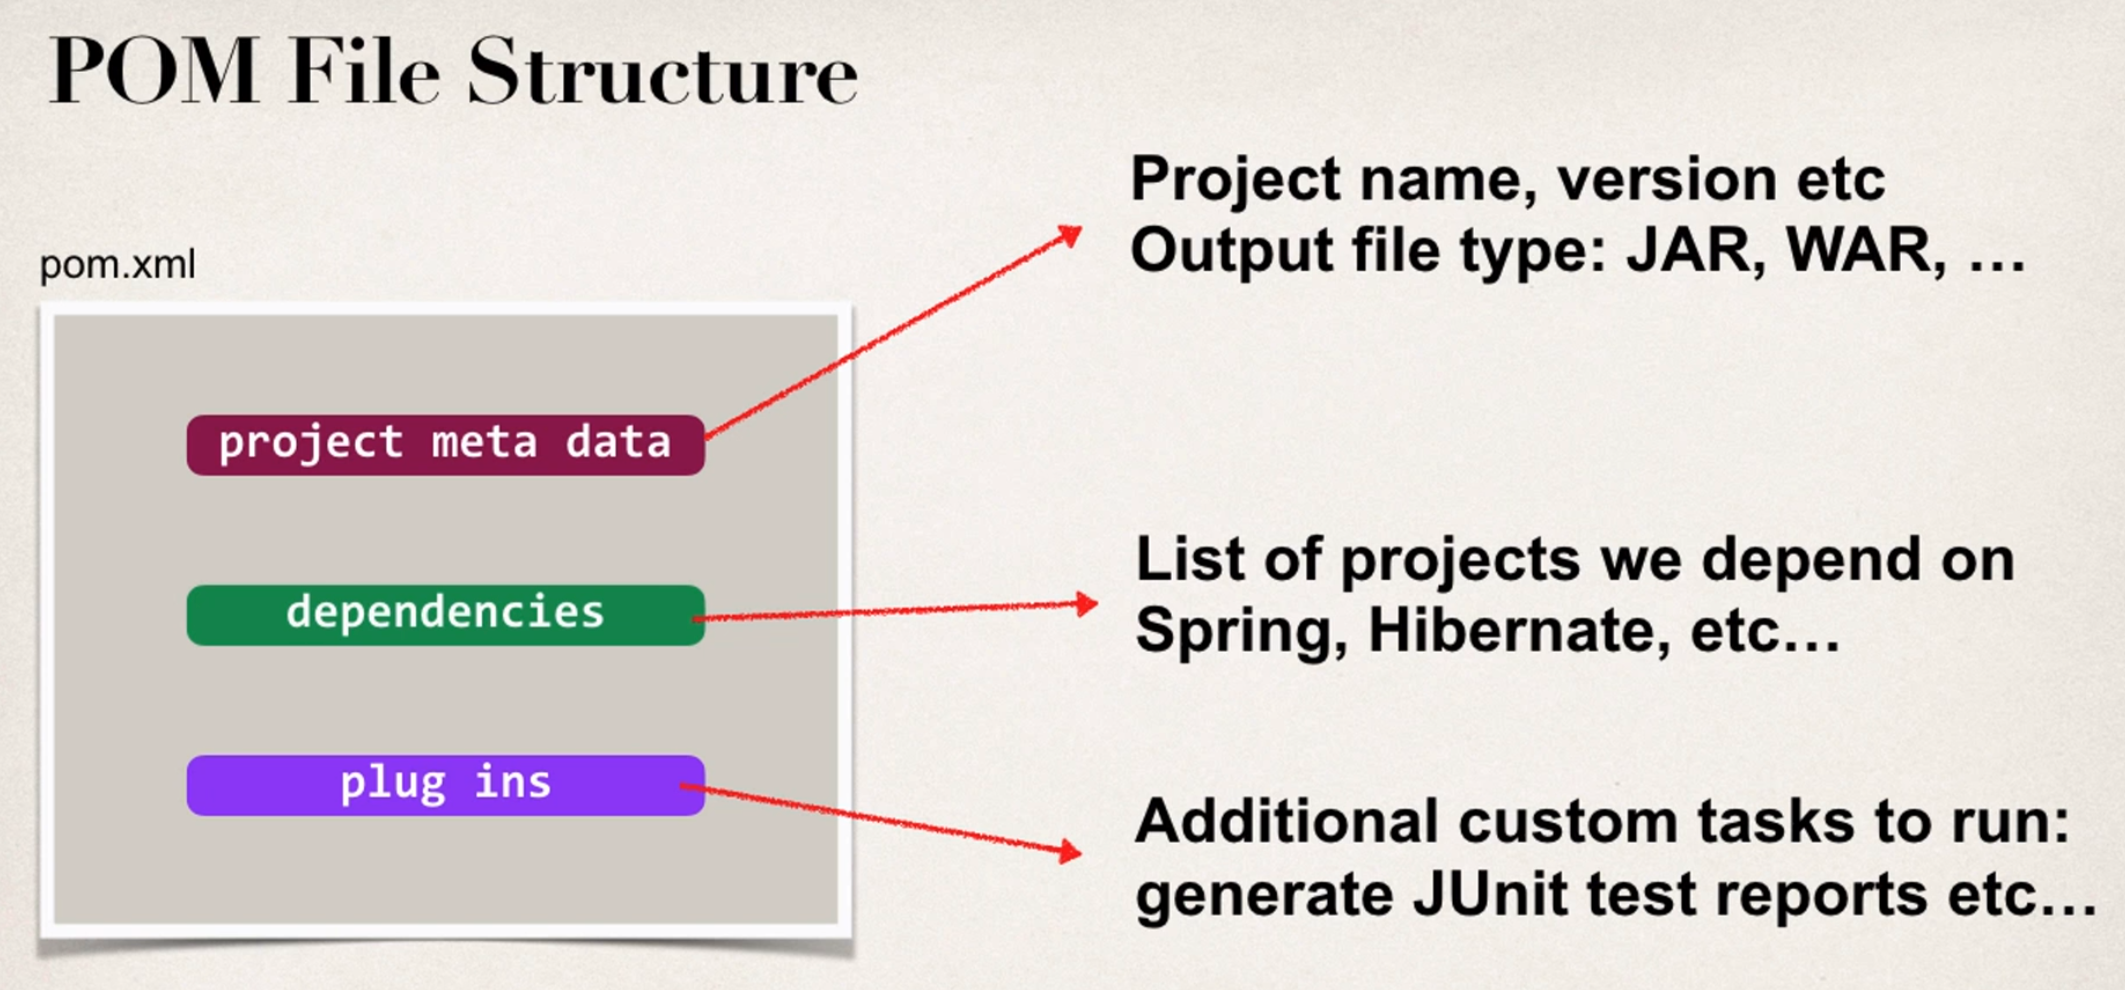 POM File Structure
pom.xml
project meta data
Project name, version etc
Output file type: JAR, WAR, …
dependencies
List of projects we depend on
Spring, Hibernate, etc…
plug ins
Additional custom tasks to run:
generate JUnit test reports etc…